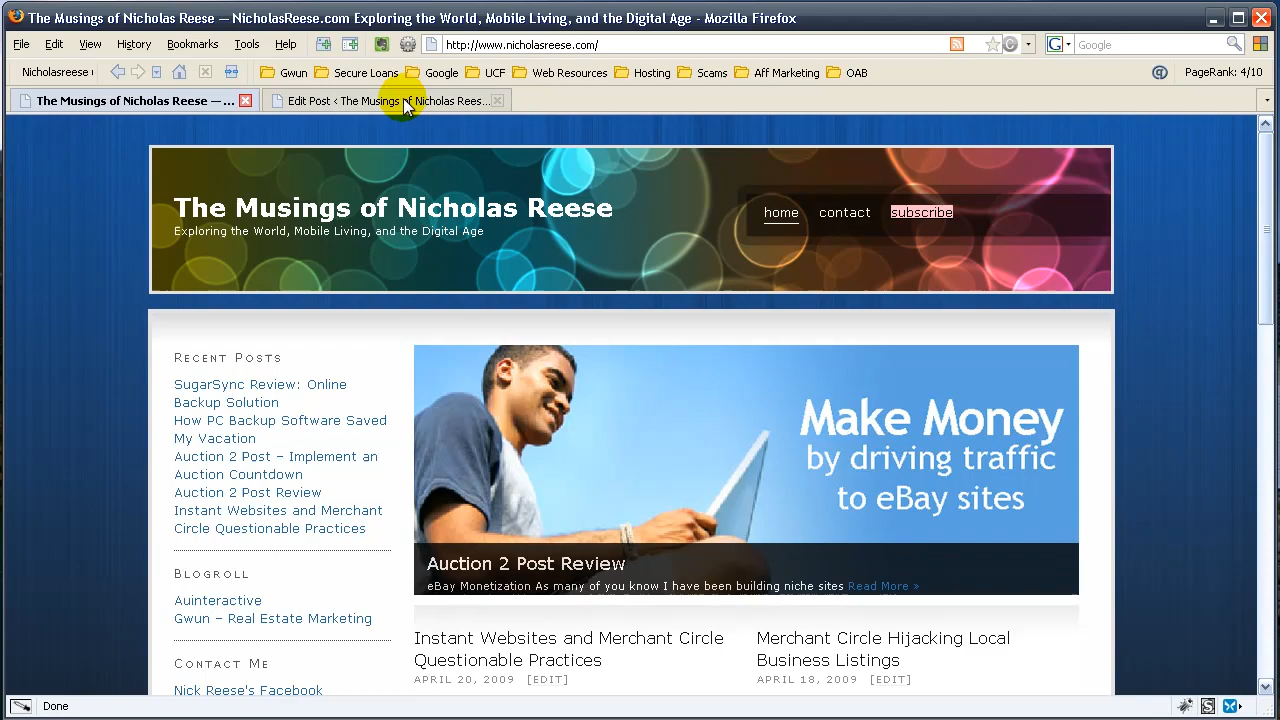 The Musings of Nicholas Reese — NicholasReese.com Exploring the World, Mobile Living, and the Digital Age - Mozilla Firefox
File Edit View History Bookmarks Tools Help http://www.nicholasreese.com/ Google
Nicholasreese Gwun Secure Loans Google UCF Web Resources Hosting Scams Aff Marketing OAB PageRank: 4/10
The Musings of Nicholas Reese — ... Edit Post ‹ The Musings of Nicholas Rees...
The Musings of Nicholas Reese
Exploring the World, Mobile Living, and the Digital Age
home contact subscribe
Recent Posts
SugarSync Review: Online
Backup Solution
How PC Backup Software Saved
My Vacation
Auction 2 Post – Implement an
Auction Countdown
Auction 2 Post Review
Instant Websites and Merchant
Circle Questionable Practices
Blogroll
Auinteractive
Gwun – Real Estate Marketing
Contact Me
Nick Reese's Facebook
Make Money
by driving traffic
to eBay sites
Auction 2 Post Review
eBay Monetization As many of you know I have been building niche sites Read More »
Instant Websites and Merchant Circle
Questionable Practices
APRIL 20, 2009 [EDIT]
Merchant Circle Hijacking Local
Business Listings
APRIL 18, 2009 [EDIT]
Done